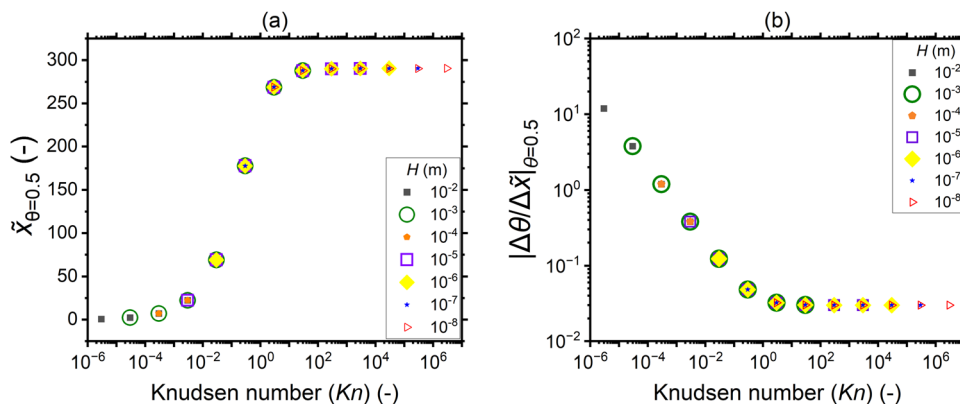 (a)
300
250
200
150
100
50
0
x̃θ=0.5 (-)
H (m)
10⁻²
10⁻³
10⁻⁴
10⁻⁵
10⁻⁶
10⁻⁷
10⁻⁸
10⁻⁶ 10⁻⁴ 10⁻² 10⁰ 10² 10⁴ 10⁶
Knudsen number (Kn) (-)
(b)
10¹
10⁰
10⁻¹
10⁻²
|Δθ/Δx̃|θ=0.5
H (m)
10⁻²
10⁻³
10⁻⁴
10⁻⁵
10⁻⁶
10⁻⁷
10⁻⁸
10⁻⁶ 10⁻⁴ 10⁻² 10⁰ 10² 10⁴ 10⁶
Knudsen number (Kn) (-)